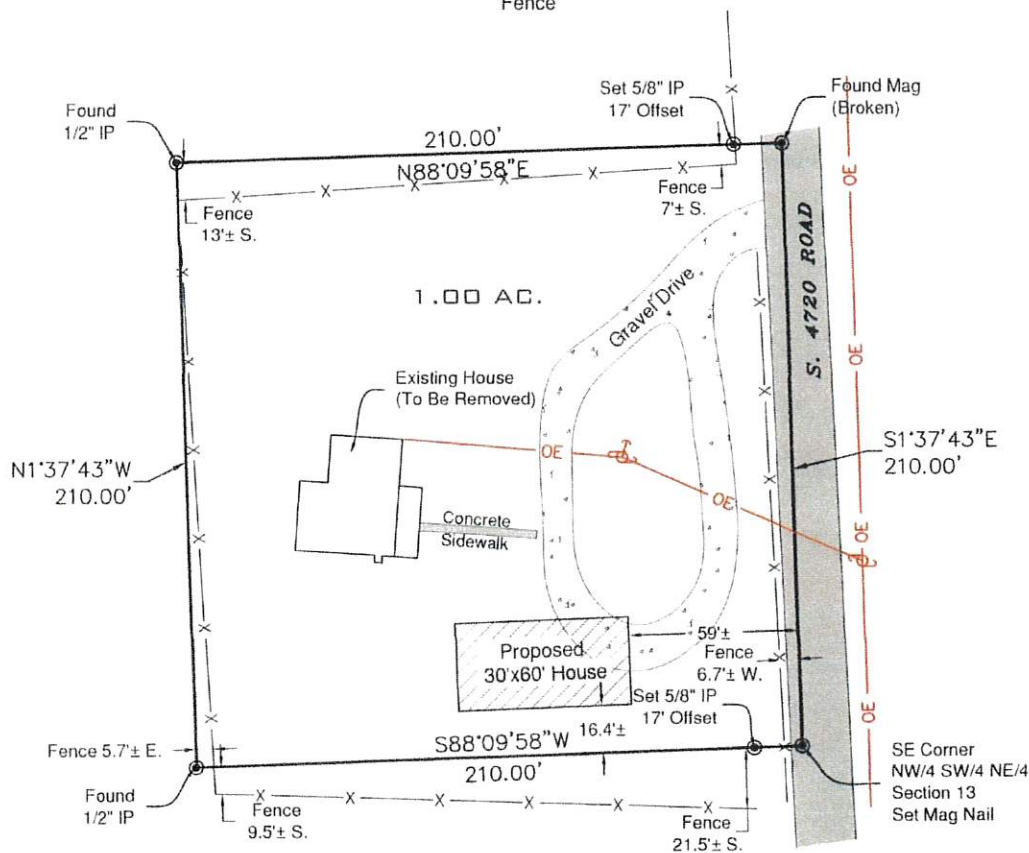 Fence
Found
1/2" IP
Set 5/8" IP
17' Offset
Found Mag
(Broken)
210.00'
N88°09'58"E
Fence
13'± S.
Fence
7'± S.
OE
S. 4720 ROAD
1.00 AC.
Gravel Drive
OE
Existing House
(To Be Removed)
OE
OE
N1°37'43"W
210.00'
S1°37'43"E
210.00'
Concrete
Sidewalk
OE
Proposed
30'x60' House
59'±
Fence
6.7'± W.
Set 5/8" IP
17' Offset
16.4'±
OE
Fence 5.7'± E.
S88°09'58"W
210.00'
SE Corner
NW/4 SW/4 NE/4
Section 13
Set Mag Nail
Found
1/2" IP
Fence
9.5'± S.
Fence
21.5'± S.